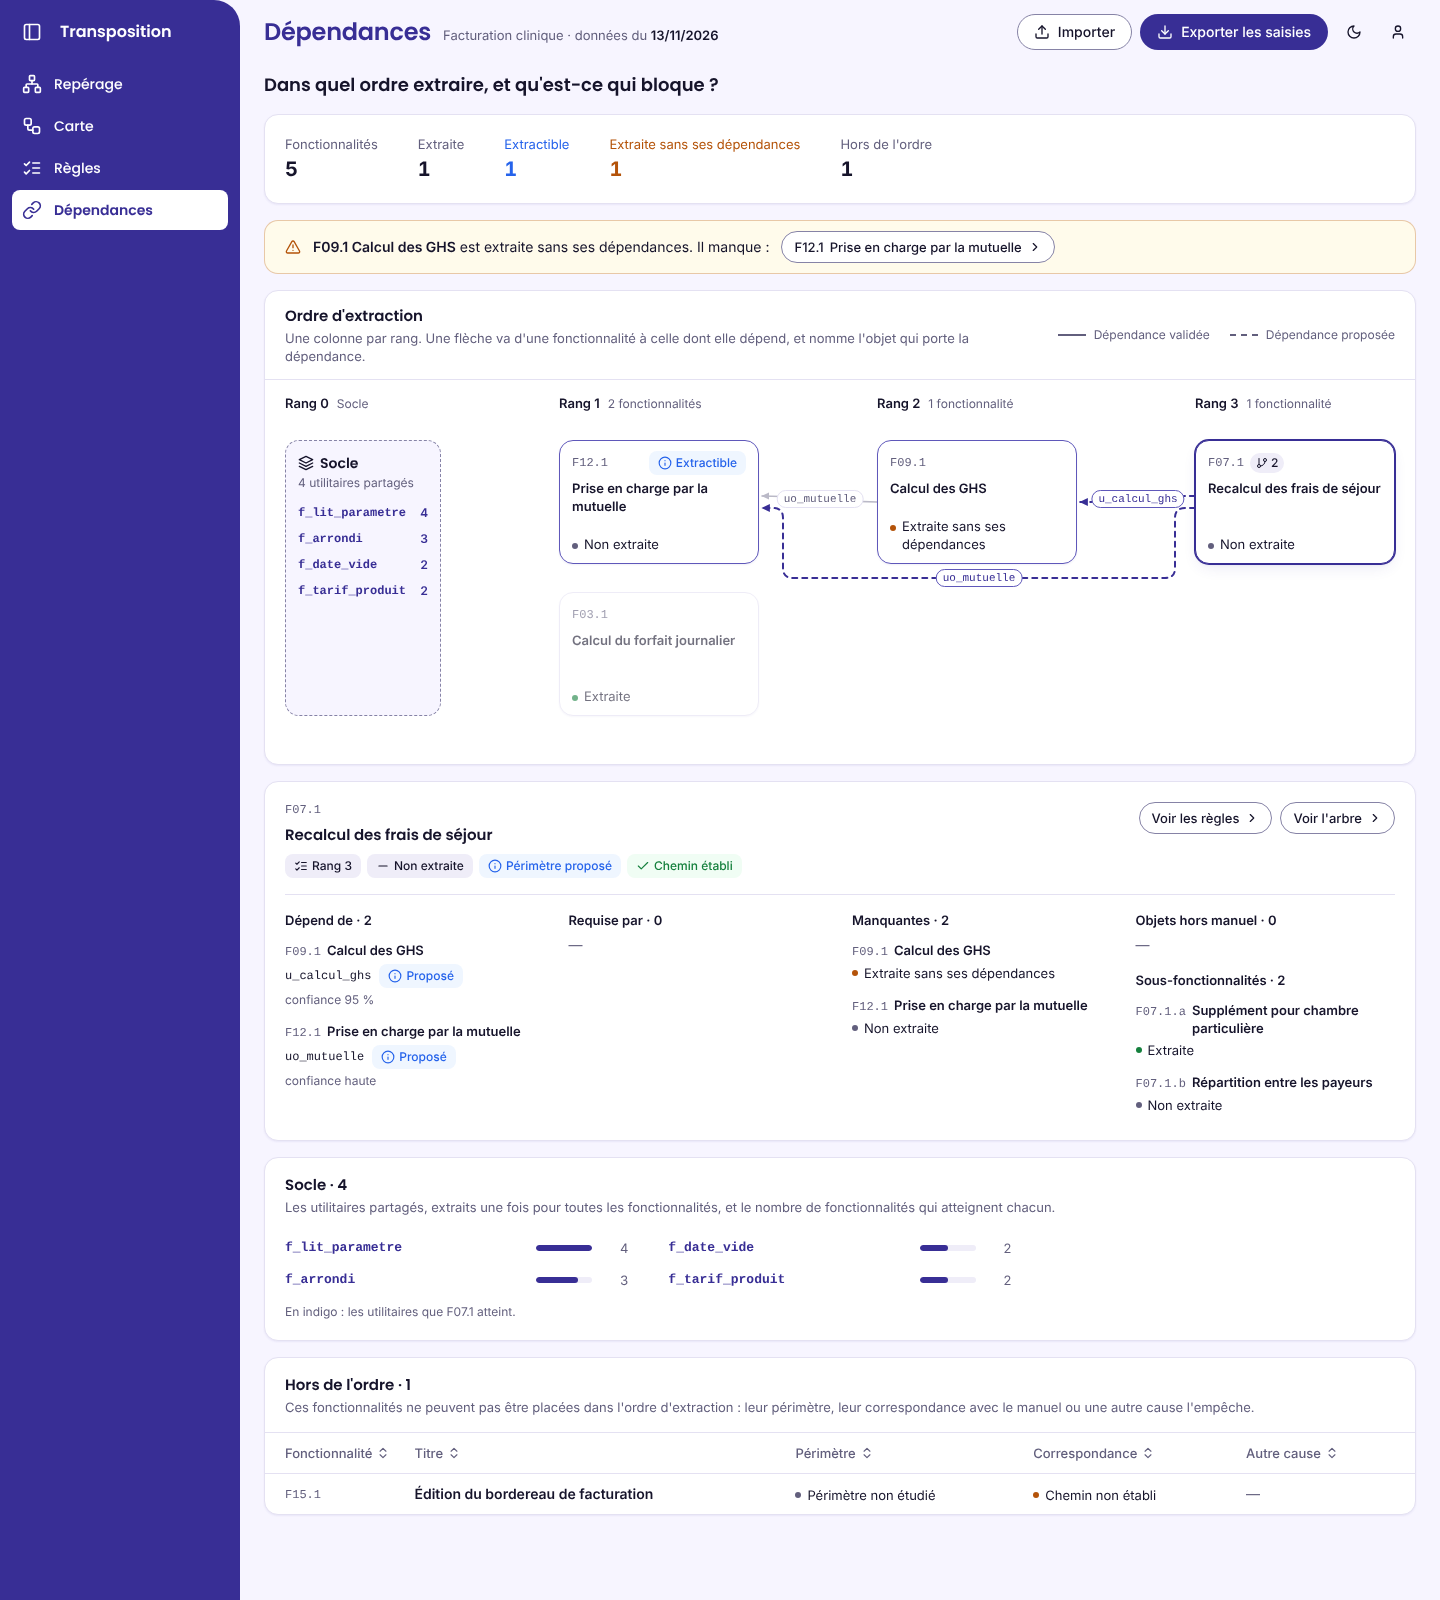 Transposition
Repérage
Carte
Règles
Dépendances
Dépendances
Facturation clinique · données du 13/11/2026
Importer
Exporter les saisies
Dans quel ordre extraire, et qu'est-ce qui bloque ?
Fonctionnalités
5
Extraite
1
Extractible
1
Extraite sans ses dépendances
1
Hors de l'ordre
1
F09.1 Calcul des GHS est extraite sans ses dépendances. Il manque :
F12.1 Prise en charge par la mutuelle
Ordre d'extraction
Une colonne par rang. Une flèche va d'une fonctionnalité à celle dont elle dépend, et nomme l'objet qui porte la
dépendance.
Dépendance validée
Dépendance proposée
Rang 0 Socle
Rang 1 2 fonctionnalités
Rang 2 1 fonctionnalité
Rang 3 1 fonctionnalité
Socle
4 utilitaires partagés
f_lit_parametre 4
f_arrondi 3
f_date_vide 2
f_tarif_produit 2
F12.1
Extractible
Prise en charge par la
mutuelle
Non extraite
uo_mutuelle
F09.1
Calcul des GHS
Extraite sans ses
dépendances
u_calcul_ghs
F07.1
2
Recalcul des frais de séjour
Non extraite
uo_mutuelle
F03.1
Calcul du forfait journalier
Extraite
F07.1
Recalcul des frais de séjour
Voir les règles
Voir l'arbre
Rang 3
Non extraite
Périmètre proposé
Chemin établi
Dépend de · 2
F09.1 Calcul des GHS
u_calcul_ghs
Proposé
confiance 95 %
F12.1 Prise en charge par la mutuelle
uo_mutuelle
Proposé
confiance haute
Requise par · 0
—
Manquantes · 2
F09.1 Calcul des GHS
Extraite sans ses dépendances
F12.1 Prise en charge par la mutuelle
Non extraite
Objets hors manuel · 0
—
Sous-fonctionnalités · 2
F07.1.a Supplément pour chambre
particulière
Extraite
F07.1.b Répartition entre les payeurs
Non extraite
Socle · 4
Les utilitaires partagés, extraits une fois pour toutes les fonctionnalités, et le nombre de fonctionnalités qui atteignent chacun.
f_lit_parametre 4
f_date_vide 2
f_arrondi 3
f_tarif_produit 2
En indigo : les utilitaires que F07.1 atteint.
Hors de l'ordre · 1
Ces fonctionnalités ne peuvent pas être placées dans l'ordre d'extraction : leur périmètre, leur correspondance avec le manuel ou une autre cause l'empêche.
Fonctionnalité
Titre
Périmètre
Correspondance
Autre cause
F15.1
Édition du bordereau de facturation
Périmètre non étudié
Chemin non établi
—